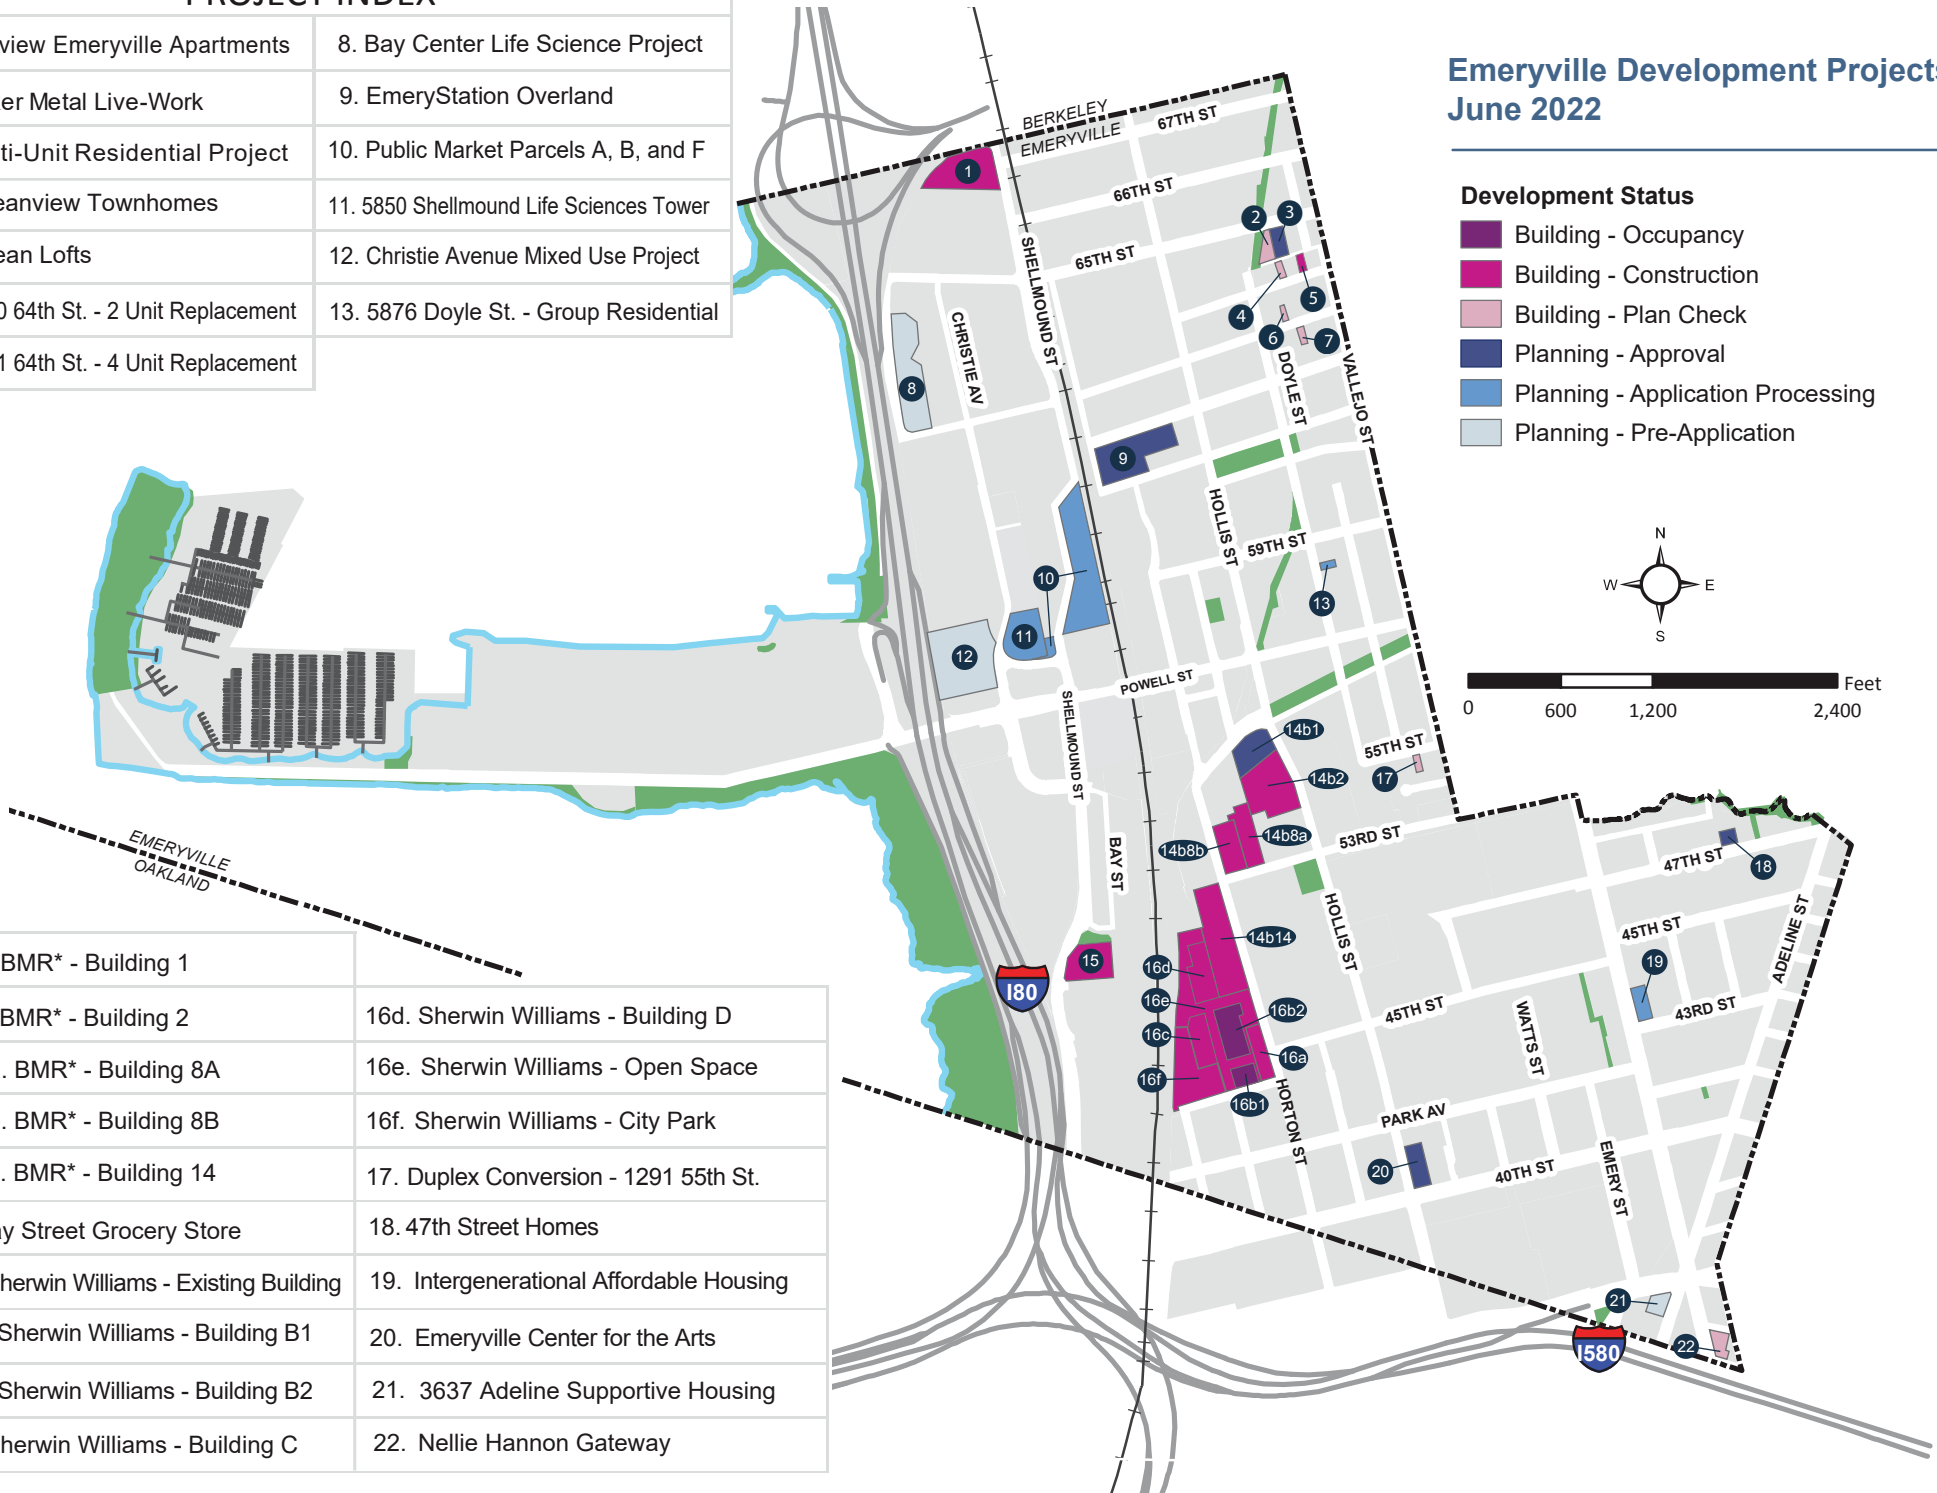 PROJECT INDEX
view Emeryville Apartments
8. Bay Center Life Science Project
er Metal Live-Work
9. EmeryStation Overland
ti-Unit Residential Project
10. Public Market Parcels A, B, and F
eanview Townhomes
11. 5850 Shellmound Life Sciences Tower
ean Lofts
12. Christie Avenue Mixed Use Project
0 64th St. - 2 Unit Replacement
13. 5876 Doyle St. - Group Residential
1 64th St. - 4 Unit Replacement
Emeryville Development Projects
June 2022
Development Status
Building - Occupancy
Building - Construction
Building - Plan Check
Planning - Approval
Planning - Application Processing
Planning - Pre-Application
N
W
E
S
Feet
0
600
1,200
2,400
BERKELEY
EMERYVILLE
67TH ST
66TH ST
65TH ST
SHELLMOUND ST
CHRISTIE AV
DOYLE ST
VALLEJO ST
HOLLIS ST
59TH ST
POWELL ST
SHELLMOUND ST
BAY ST
55TH ST
53RD ST
47TH ST
45TH ST
HOLLIS ST
ADELINE ST
43RD ST
45TH ST
WATTS ST
PARK AV
HORTON ST
40TH ST
EMERY ST
1
2
3
4
5
6
7
8
9
10
11
12
13
14b1
14b2
14b8a
14b8b
14b14
15
16d
16e
16c
16f
16b2
16a
16b1
17
18
19
20
21
22
I80
I580
EMERYVILLE
OAKLAND
BMR* - Building 1
BMR* - Building 2
16d. Sherwin Williams - Building D
. BMR* - Building 8A
16e. Sherwin Williams - Open Space
. BMR* - Building 8B
16f. Sherwin Williams - City Park
. BMR* - Building 14
17. Duplex Conversion - 1291 55th St.
y Street Grocery Store
18. 47th Street Homes
herwin Williams - Existing Building
19. Intergenerational Affordable Housing
Sherwin Williams - Building B1
20. Emeryville Center for the Arts
Sherwin Williams - Building B2
21. 3637 Adeline Supportive Housing
herwin Williams - Building C
22. Nellie Hannon Gateway